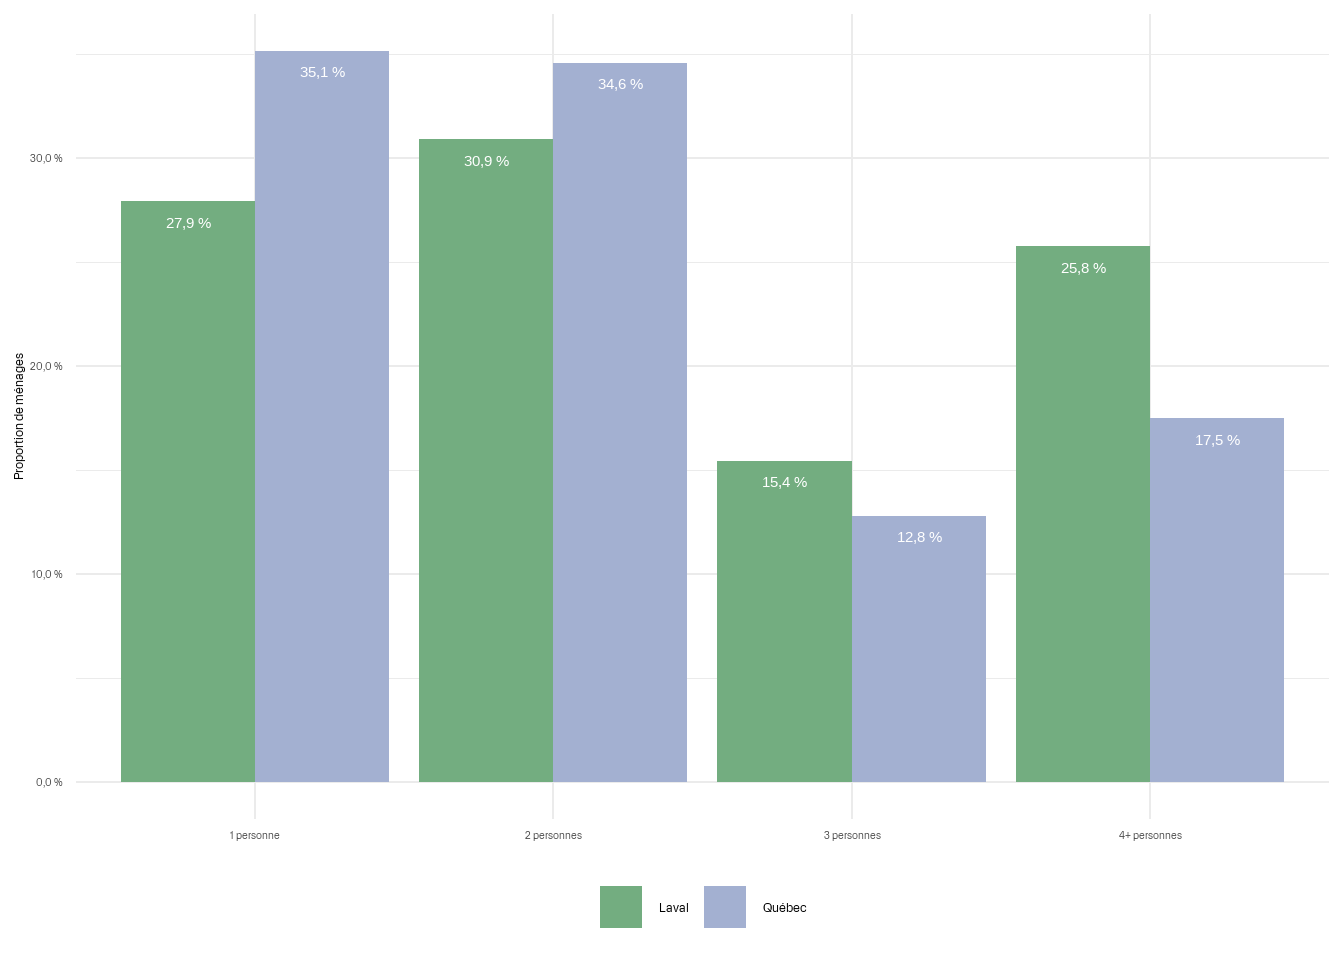 35,1 %
34,6 %
30,9 %
30,0 %
27,9 %
25,8 %
20,0 %
Proportion de ménages
17,5 %
15,4 %
12,8 %
10,0 %
0,0 %
1 personne
2 personnes
3 personnes
4+ personnes
Laval
Québec